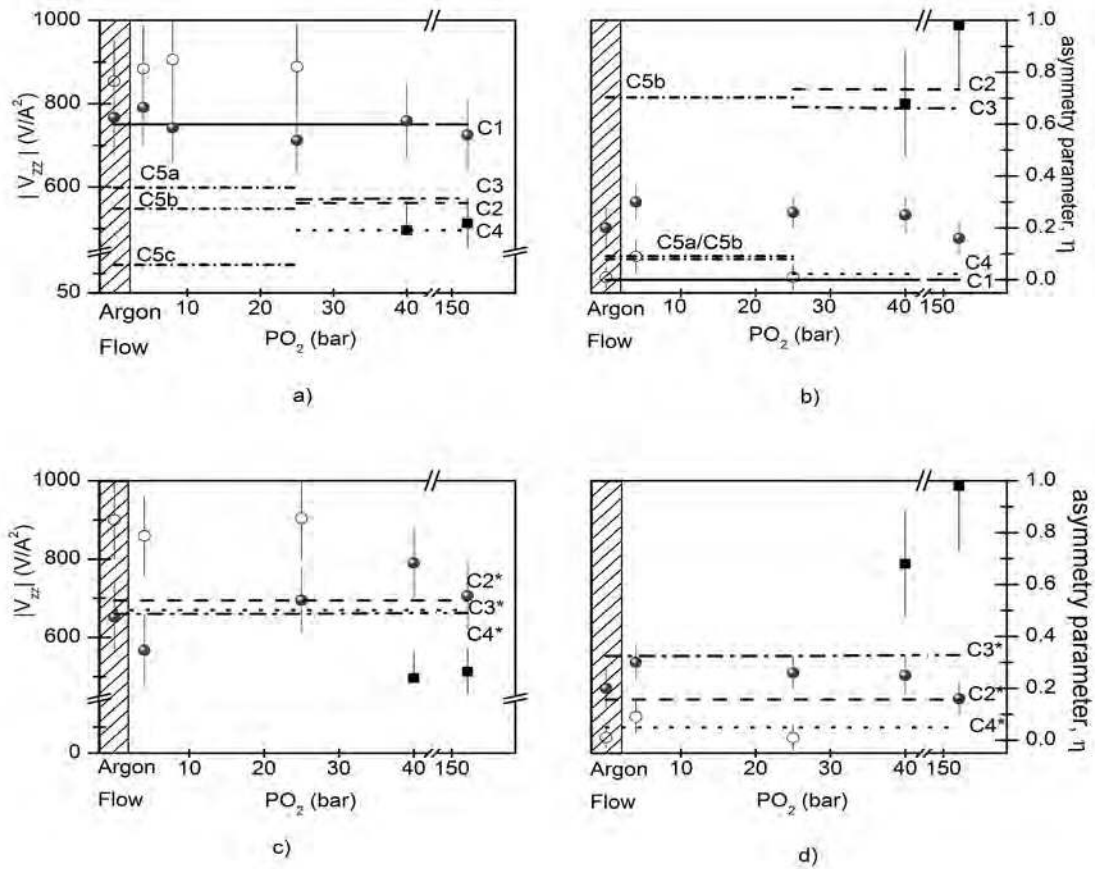 1000
800
600
50
|V_ZZ| (V/A²)
C1
C5a
C5b
C5c
C3
C2
C4
Argon
Flow
10
20
30
40
150
PO₂ (bar)
a)
1.0
0.8
0.6
0.4
0.2
0.0
asymmetry parameter, η
C5b
C2
C3
C5a/C5b
C4
C1
Argon
Flow
10
20
30
40
150
PO₂ (bar)
b)
1000
800
600
0
|V_zz| (V/A²)
C2*
C3*
C4*
Argon
Flow
10
20
30
40
150
PO₂ (bar)
c)
1.0
0.8
0.6
0.4
0.2
0.0
asymmetry parameter, η
C3*
C2*
C4*
Argon
Flow
10
20
30
40
150
PO₂ (bar)
d)